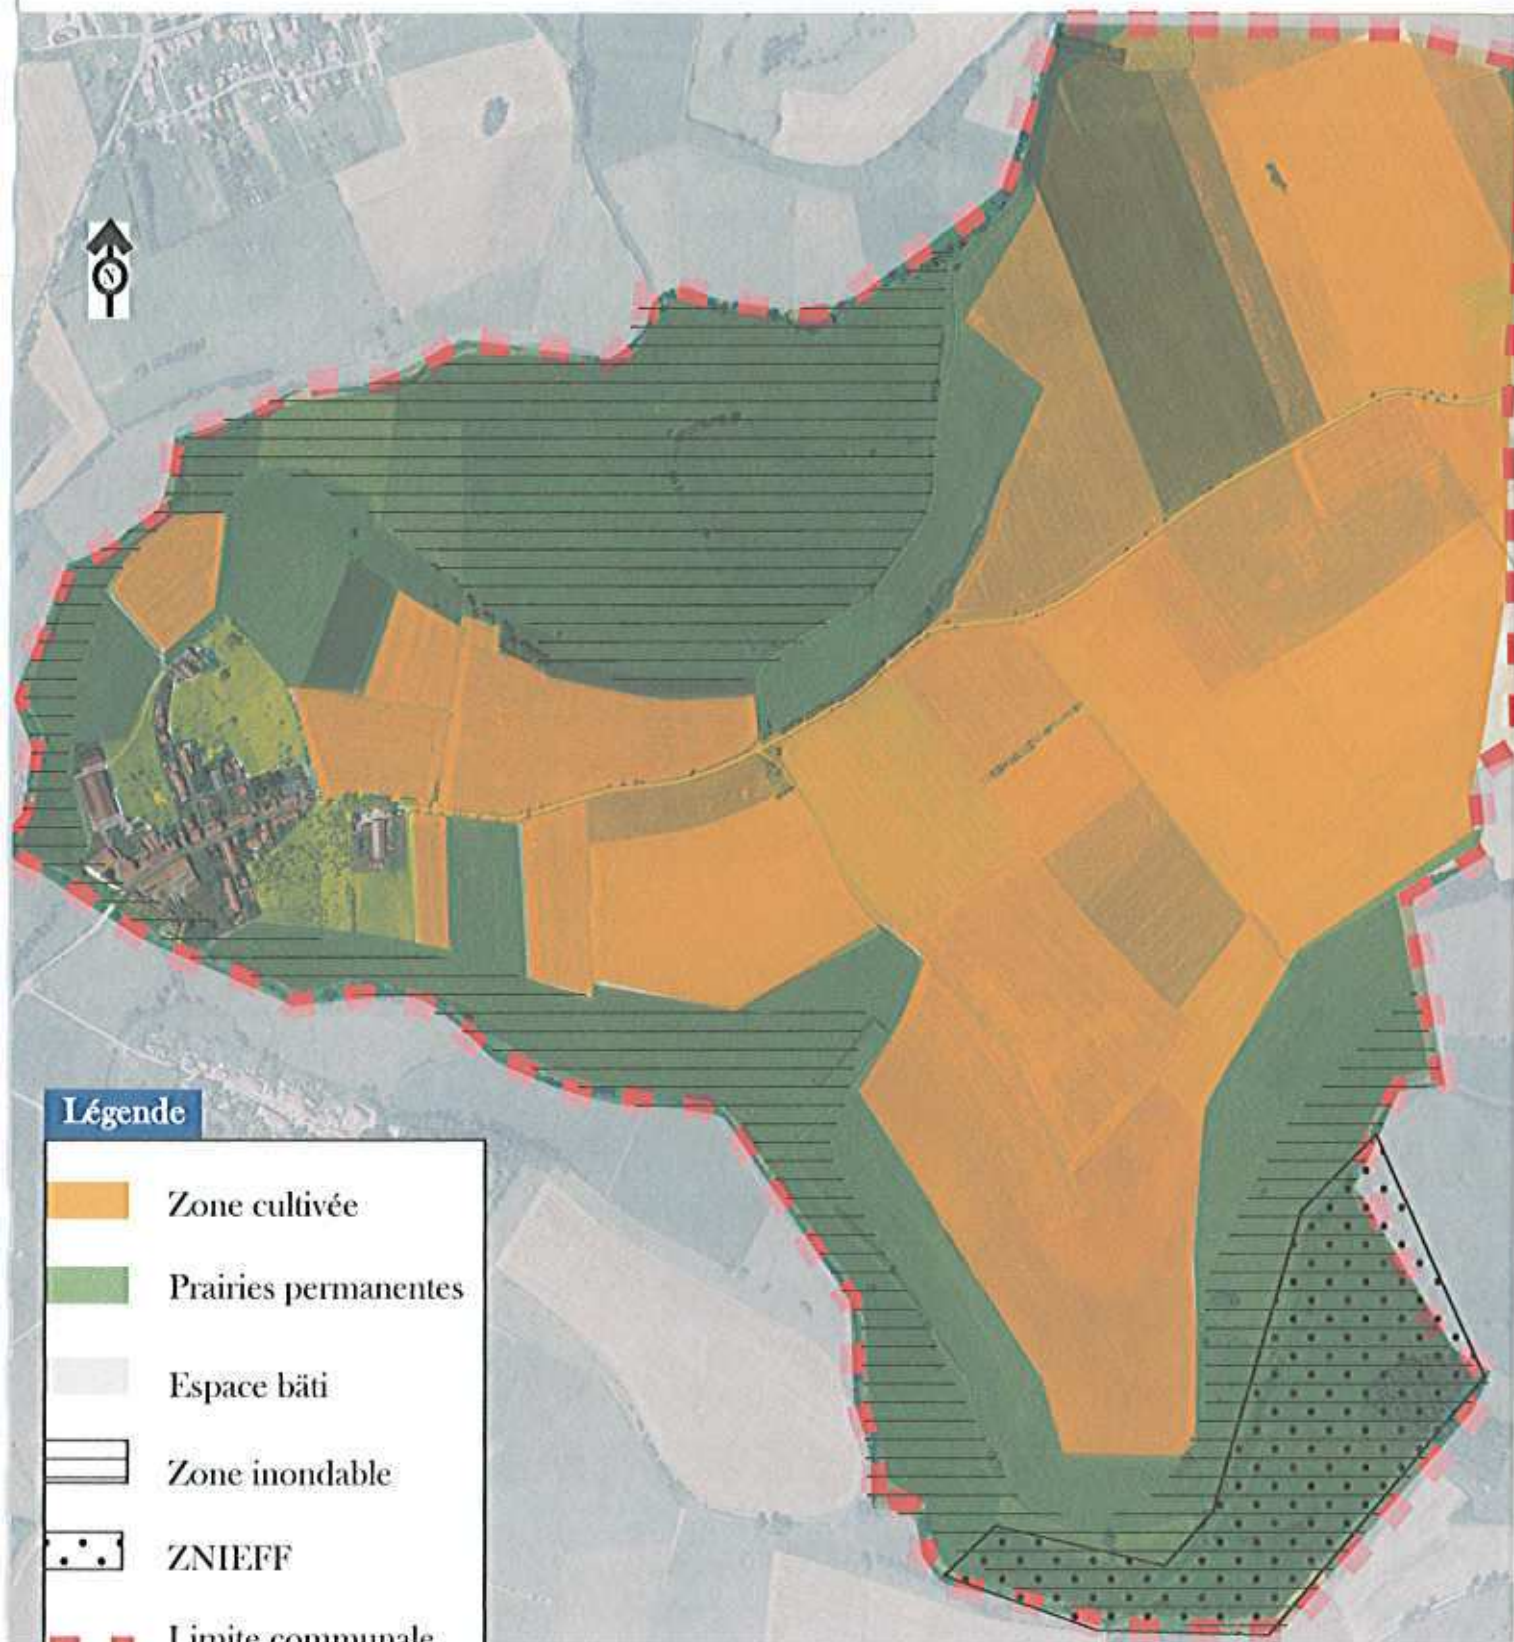 N
Légende
Zone cultivée
Prairies permanentes
Espace bâti
Zone inondable
ZNIEFF
Limite communale